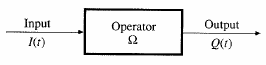 Input
I(t)
Operator
Ω
Output
Q(t)